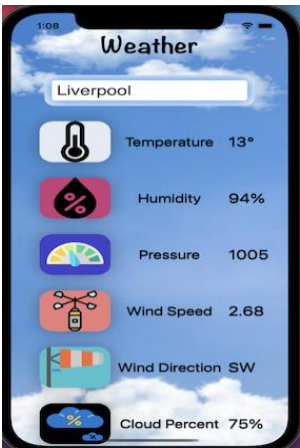 1:08
Weather
Liverpool
Temperature 13°
%
Humidity 94%
Pressure 1005
Wind Speed 2.68
Wind Direction SW
%
Cloud Percent 75%